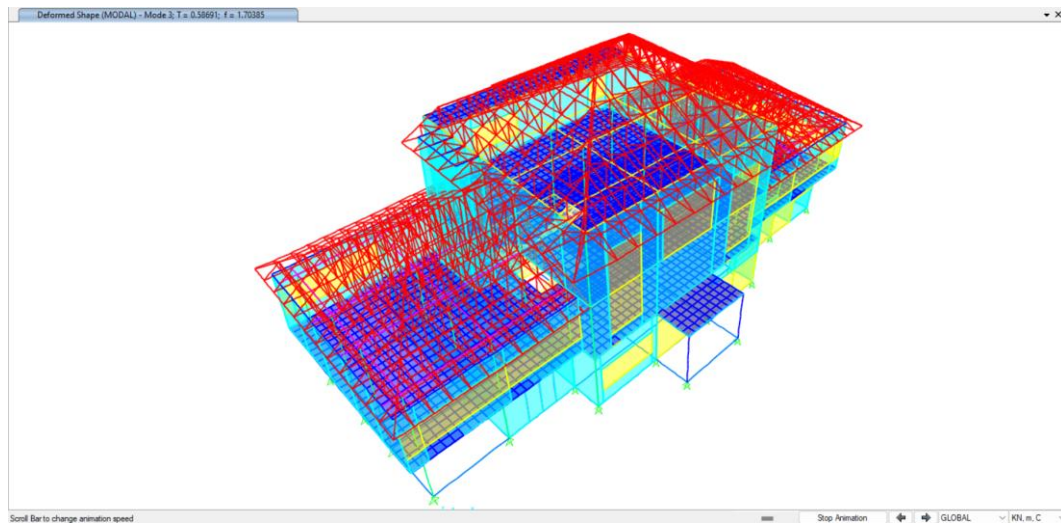 Deformed Shape (MODAL) - Mode 3; T = 0.58691; f = 1.70385
Scroll Bar to change animation speed
Stop Animation
GLOBAL
KN, m, C